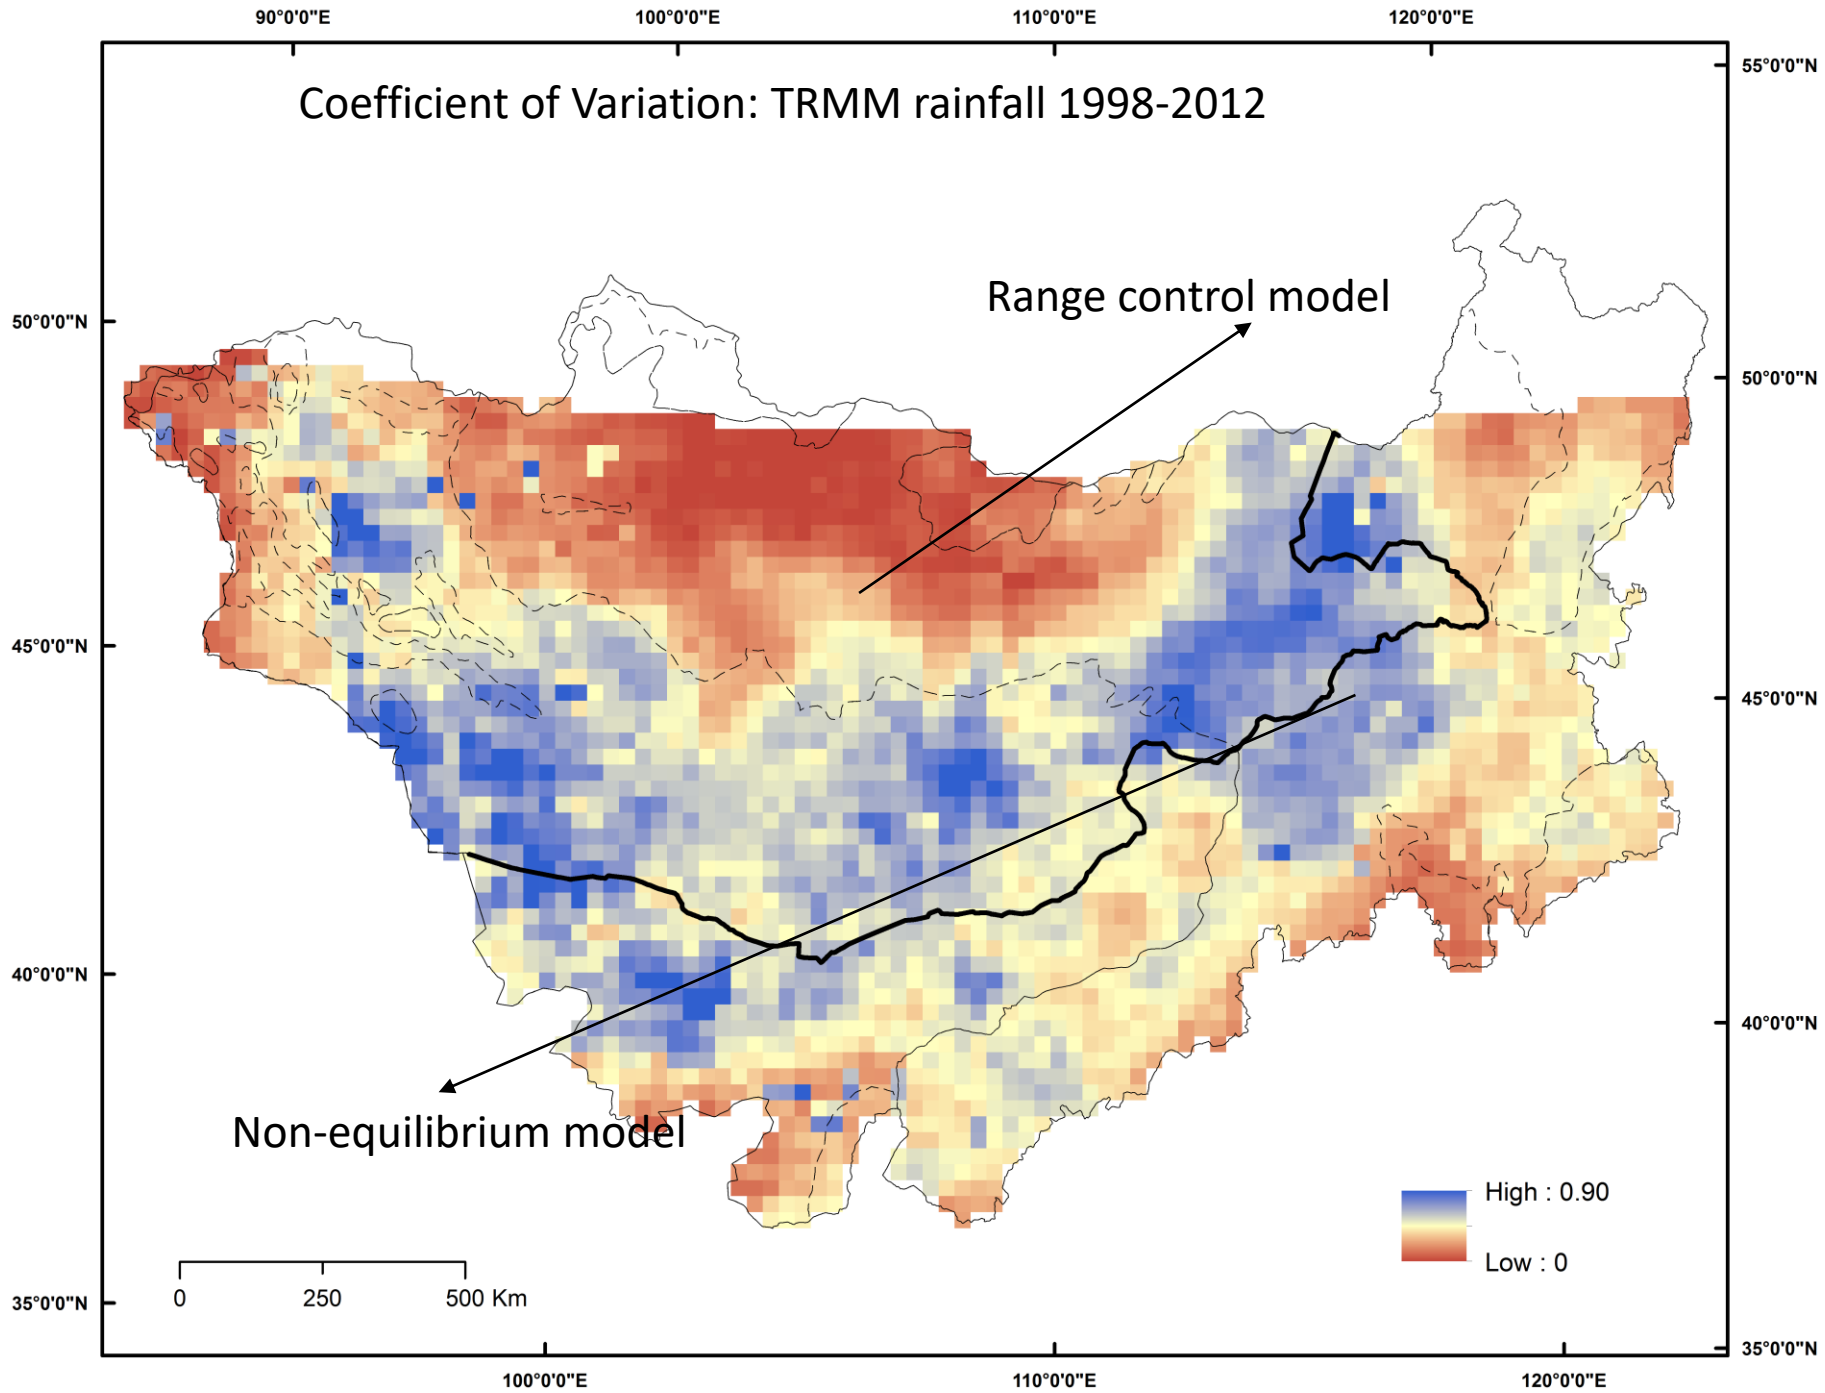 90°0'0"E 100°0'0"E 110°0'0"E 120°0'0"E
55°0'0"N
Coefficient of Variation: TRMM rainfall 1998-2012
Range control model
50°0'0"N
50°0'0"N
45°0'0"N
45°0'0"N
40°0'0"N
40°0'0"N
Non-equilibrium model
High : 0.90
Low : 0
0 250 500 Km
35°0'0"N
35°0'0"N
100°0'0"E 110°0'0"E 120°0'0"E